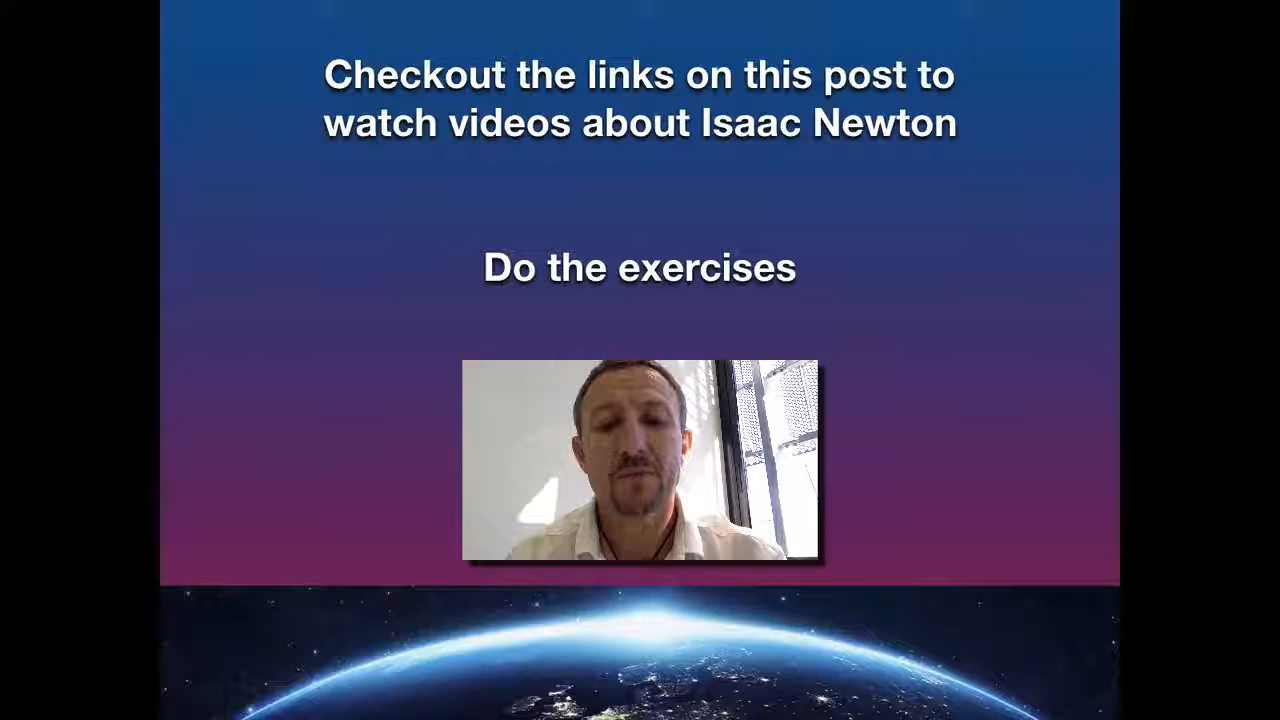 Checkout the links on this post to
watch videos about Isaac Newton
Do the exercises